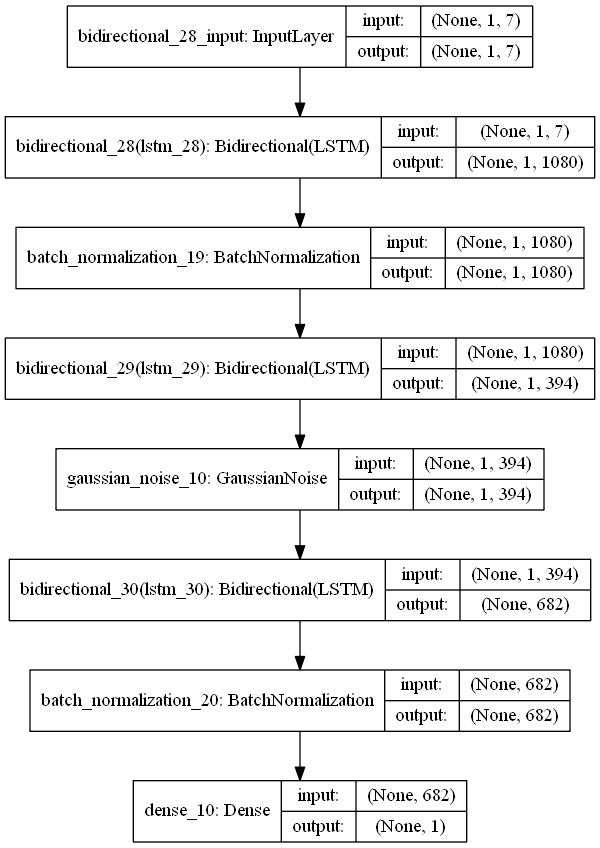 bidirectional_28_input: InputLayer input: (None, 1, 7)
output: (None, 1, 7)
bidirectional_28(lstm_28): Bidirectional(LSTM) input: (None, 1, 7)
output: (None, 1, 1080)
batch_normalization_19: BatchNormalization input: (None, 1, 1080)
output: (None, 1, 1080)
bidirectional_29(lstm_29): Bidirectional(LSTM) input: (None, 1, 1080)
output: (None, 1, 394)
gaussian_noise_10: GaussianNoise input: (None, 1, 394)
output: (None, 1, 394)
bidirectional_30(lstm_30): Bidirectional(LSTM) input: (None, 1, 394)
output: (None, 682)
batch_normalization_20: BatchNormalization input: (None, 682)
output: (None, 682)
dense_10: Dense input: (None, 682)
output: (None, 1)